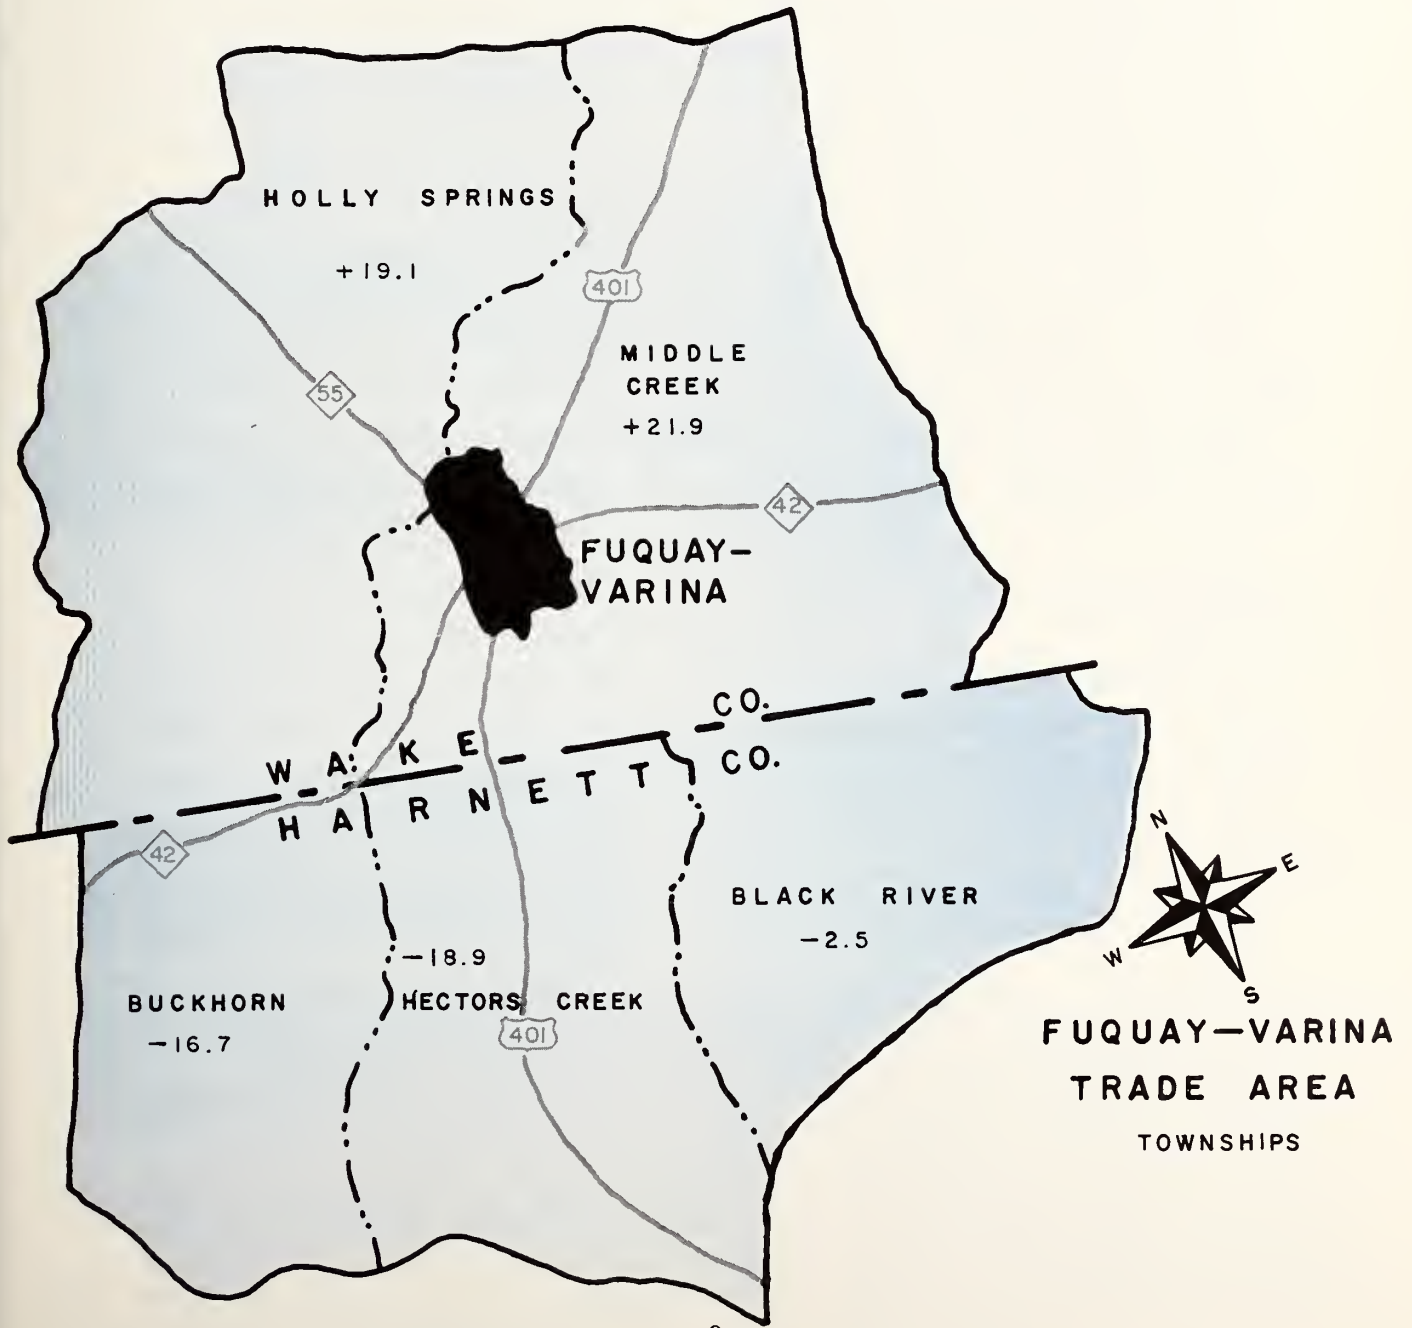 HOLLY SPRINGS
+19.1
401
MIDDLE
CREEK
+21.9
55
42
FUQUAY-
VARINA
WAKE CO.
HARNETT CO.
42
BLACK RIVER
-2.5
N
E
W
S
-18.9
HECTORS CREEK
BUCKHORN
-16.7
401
FUQUAY-VARINA
TRADE AREA
TOWNSHIPS